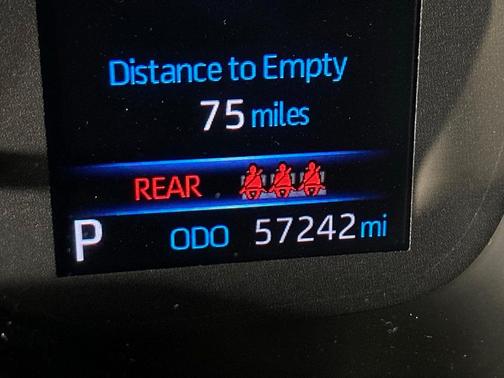 Distance to Empty
75 miles
REAR
P ODO 57242 mi